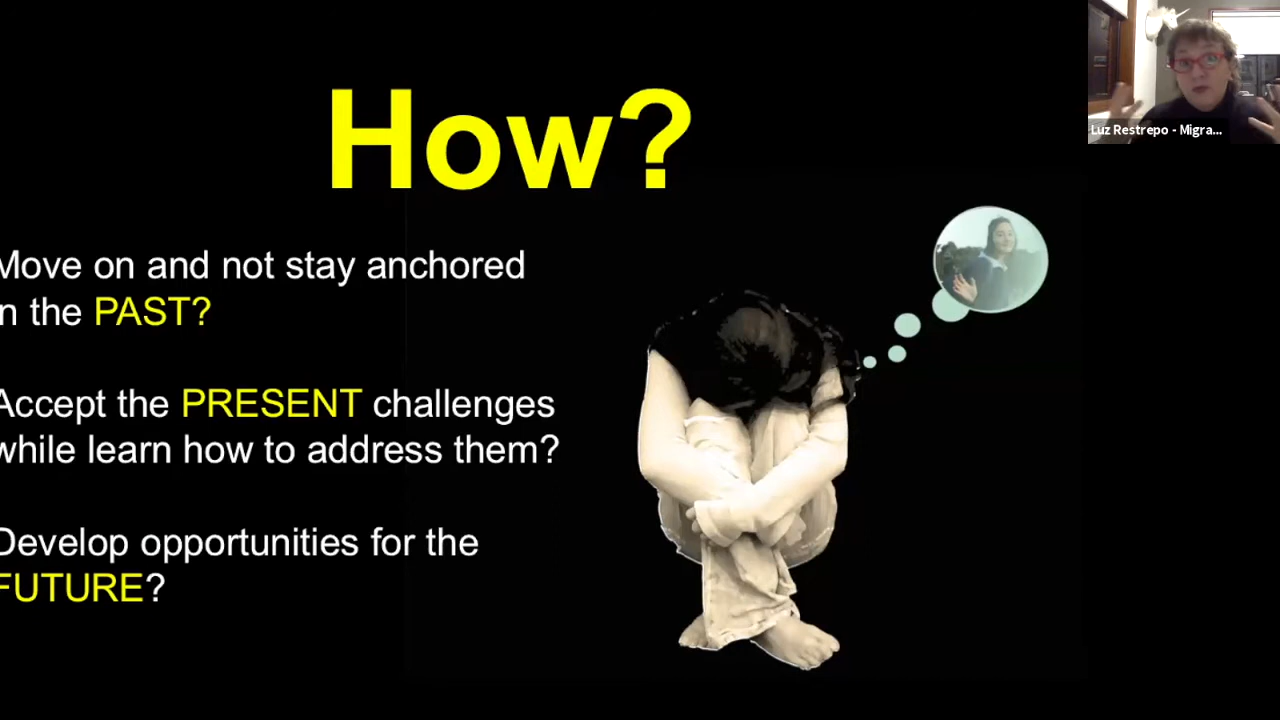 How?
Luz Restrepo - Migra...
Move on and not stay anchored
in the PAST?
Accept the PRESENT challenges
while learn how to address them?
Develop opportunities for the
FUTURE?